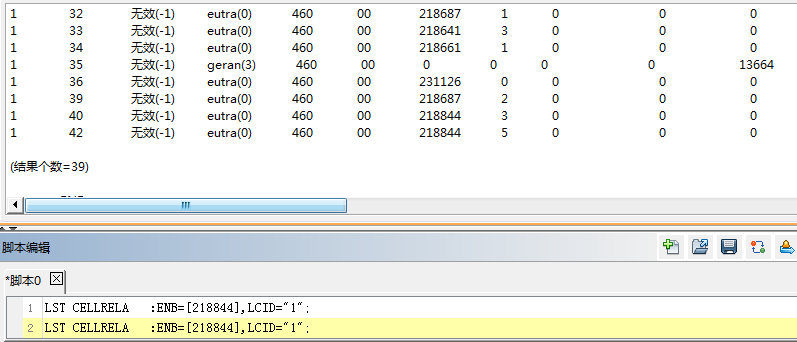 1 32 无效(-1) eutra(0) 460 00 218687 1 0 0 0
1 33 无效(-1) eutra(0) 460 00 218641 3 0 0 0
1 34 无效(-1) eutra(0) 460 00 218661 1 0 0 0
1 35 无效(-1) geran(3) 460 00 0 0 0 0 13664
1 36 无效(-1) eutra(0) 460 00 231126 0 0 0 0
1 39 无效(-1) eutra(0) 460 00 218687 2 0 0 0
1 40 无效(-1) eutra(0) 460 00 218844 3 0 0 0
1 42 无效(-1) eutra(0) 460 00 218844 5 0 0 0
(结果个数=39)
脚本编辑
*脚本0
1 LST CELLRELA :ENB=[218844],LCID="1";
2 LST CELLRELA :ENB=[218844],LCID="1";